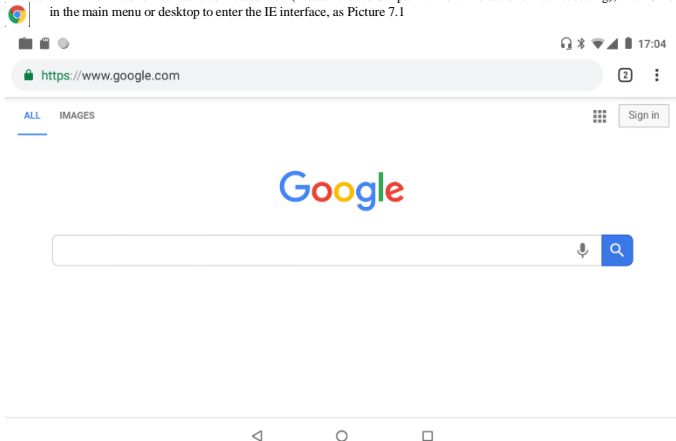 in the main menu or desktop to enter the IE interface, as Picture 7.1
17:04
https://www.google.com
2
ALL IMAGES
Sign in
Google